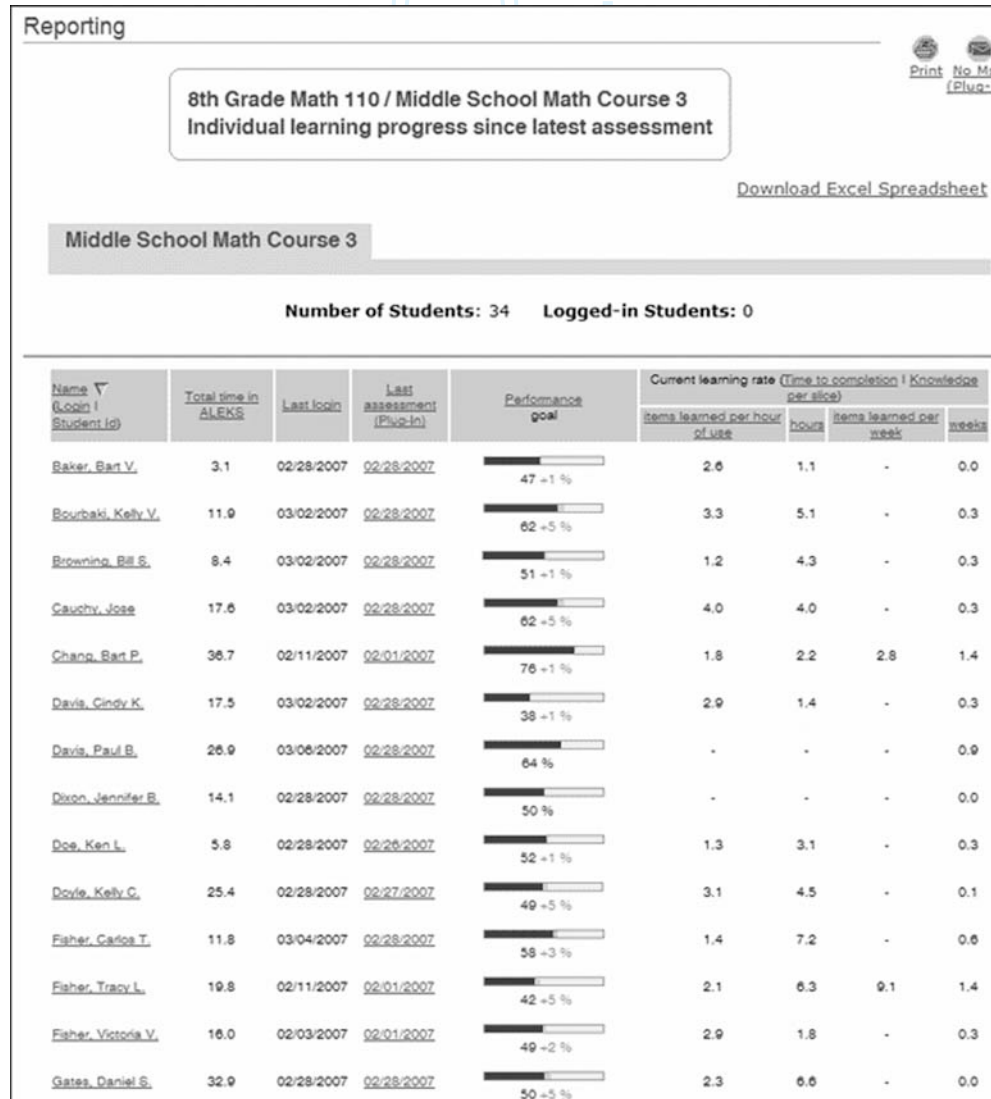 Reporting
Print No M
(Plug-
8th Grade Math 110 / Middle School Math Course 3
Individual learning progress since latest assessment
Download Excel Spreadsheet
Middle School Math Course 3
Number of Students: 34 Logged-in Students: 0
Name (Login | Student Id) Total time in ALEKS Last login Last assessment (Plug-In) Performance goal Current learning rate (Time to completion | Knowledge per slice)
items learned per hour of use hours items learned per week weeks
Baker, Bart V. 3.1 02/28/2007 02/28/2007 47 +1 % 2.6 1.1 - 0.0
Bourbaki, Kelly V. 11.9 03/02/2007 02/28/2007 62 +5 % 3.3 5.1 - 0.3
Browning, Bill S. 8.4 03/02/2007 02/28/2007 51 +1 % 1.2 4.3 - 0.3
Cauchy, Jose 17.6 03/02/2007 02/28/2007 62 +5 % 4.0 4.0 - 0.3
Chang, Bart P. 36.7 02/11/2007 02/01/2007 76 +1 % 1.8 2.2 2.8 1.4
Davis, Cindy K. 17.5 03/02/2007 02/28/2007 38 +1 % 2.9 1.4 - 0.3
Davis, Paul B. 26.9 03/06/2007 02/28/2007 64 % - - - 0.9
Dixon, Jennifer B. 14.1 02/28/2007 02/28/2007 50 % - - - 0.0
Doe, Ken L. 5.8 02/28/2007 02/26/2007 52 +1 % 1.3 3.1 - 0.3
Doyle, Kelly C. 25.4 02/28/2007 02/27/2007 49 +5 % 3.1 4.5 - 0.1
Fisher, Carlos T. 11.8 03/04/2007 02/28/2007 58 +3 % 1.4 7.2 - 0.6
Fisher, Tracy L. 19.8 02/11/2007 02/01/2007 42 +5 % 2.1 6.3 9.1 1.4
Fisher, Victoria V. 16.0 02/03/2007 02/01/2007 49 +2 % 2.9 1.8 - 0.3
Gates, Daniel S. 32.9 02/28/2007 02/28/2007 50 +5 % 2.3 6.6 - 0.0